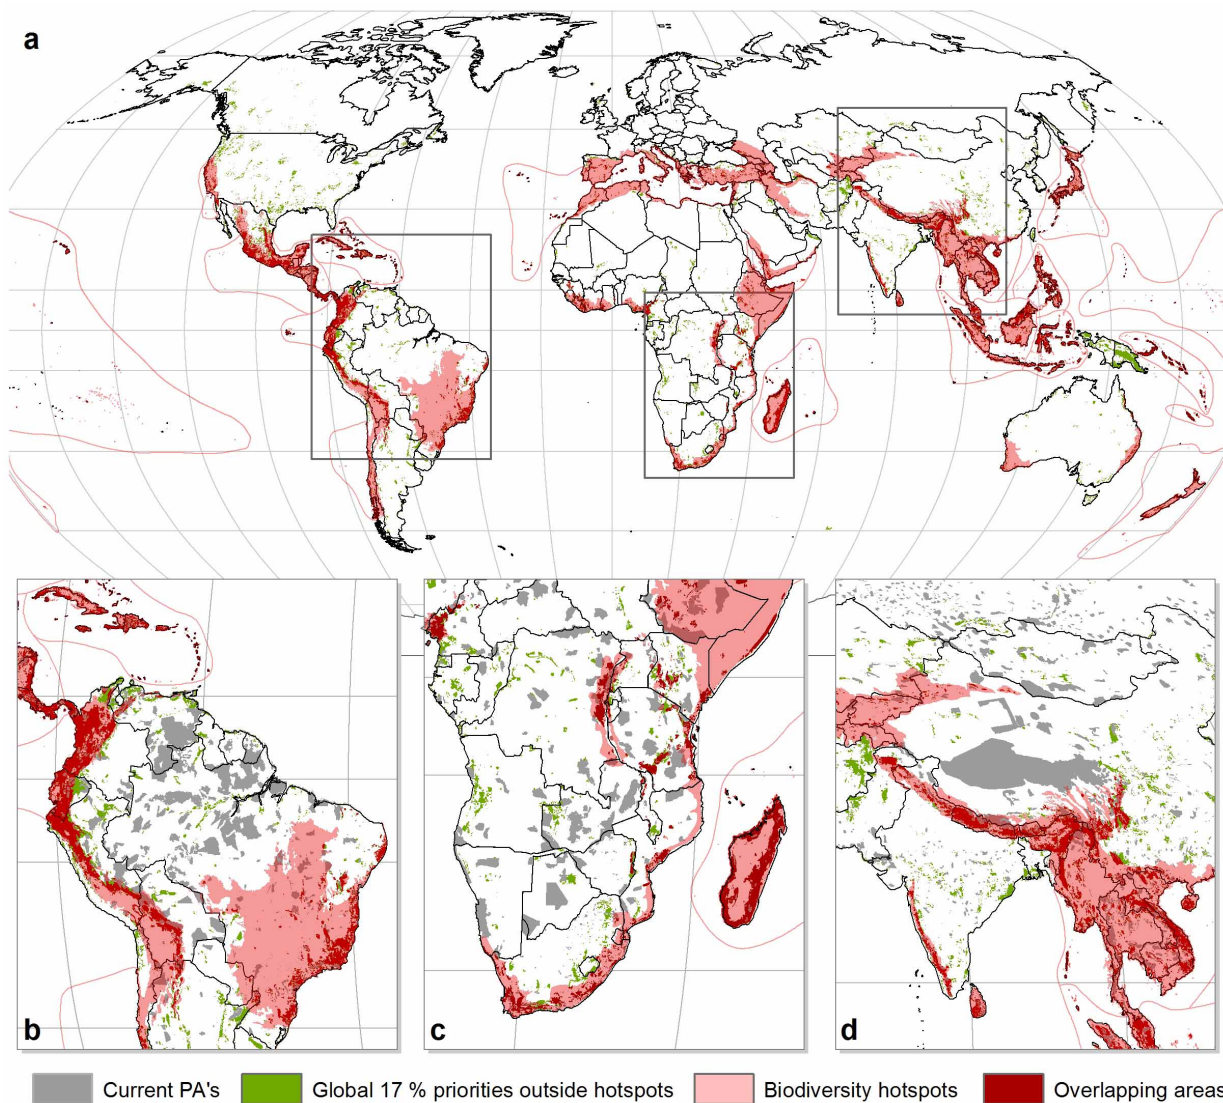 a
b
c
d
Current PA's
Global 17 % priorities outside hotspots
Biodiversity hotspots
Overlapping areas